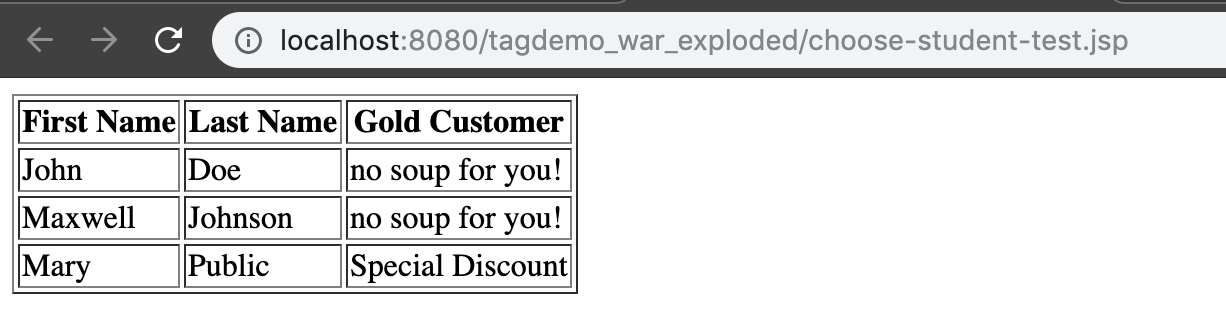 localhost:8080/tagdemo_war_exploded/choose-student-test.jsp
First Name Last Name Gold Customer
John Doe no soup for you!
Maxwell Johnson no soup for you!
Mary Public Special Discount